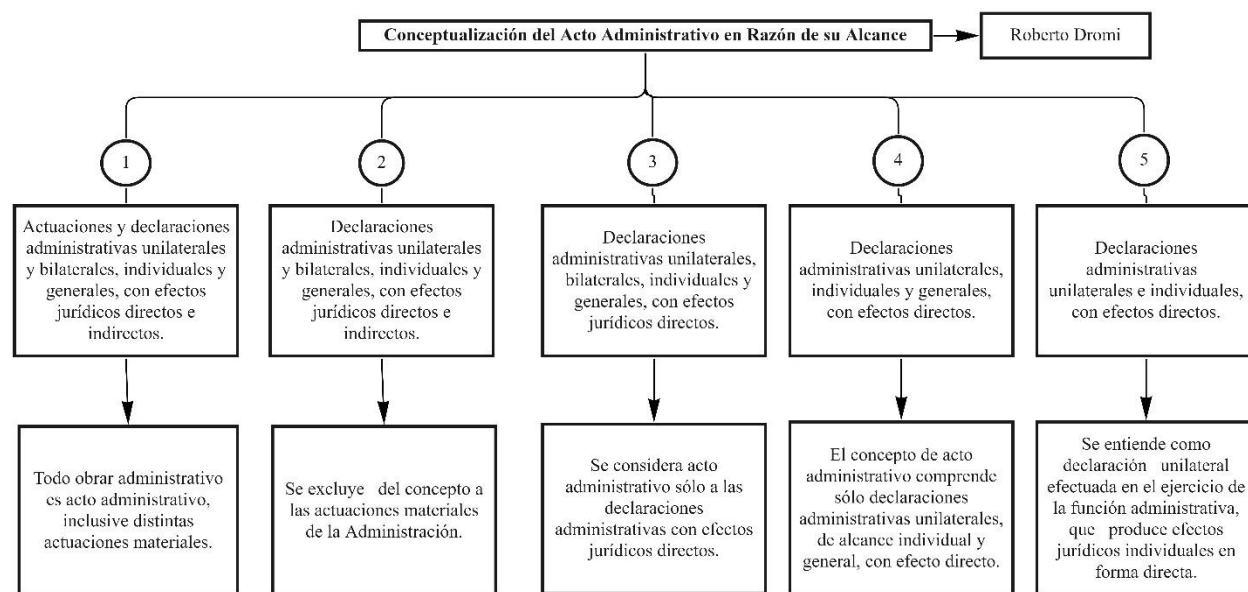 Conceptualización del Acto Administrativo en Razón de su Alcance
Roberto Dromi
1
Actuaciones y declaraciones
administrativas unilaterales
y bilaterales, individuales y
generales, con efectos
jurídicos directos e
indirectos.
Todo obrar administrativo
es acto administrativo,
inclusive distintas
actuaciones materiales.
2
Declaraciones
administrativas unilaterales
y bilaterales, individuales y
generales, con efectos
jurídicos directos e
indirectos.
Se excluye del concepto a
las actuaciones materiales
de la Administración.
3
Declaraciones
administrativas unilaterales,
bilaterales, individuales y
generales, con efectos
jurídicos directos.
Se considera acto
administrativo sólo a las
declaraciones
administrativas con efectos
jurídicos directos.
4
Declaraciones
administrativas unilaterales,
individuales y generales,
con efectos directos.
El concepto de acto
administrativo comprende
sólo declaraciones
administrativas unilaterales,
de alcance individual y
general, con efecto directo.
5
Declaraciones
administrativas
unilaterales e individuales,
con efectos directos.
Se entiende como
declaración unilateral
efectuada en el ejercicio de
la función administrativa,
que produce efectos
jurídicos individuales en
forma directa.